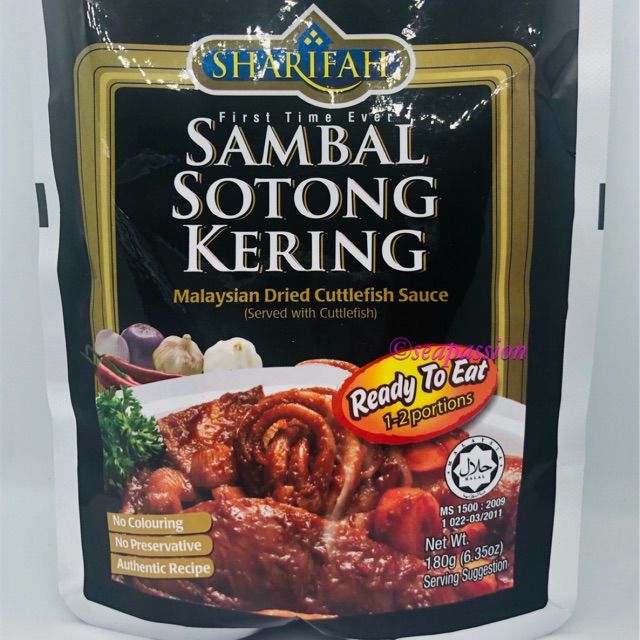 SHARIFAH
First Time Ever
SAMBAL
SOTONG
KERING
Malaysian Dried Cuttlefish Sauce
(Served with Cuttlefish)
©seapassion
Ready To Eat
1-2 portions
MALAYSIA
حلال
HALAL
MS 1500 : 2009
1 022-03/2011
No Colouring
No Preservative
Authentic Recipe
Net Wt.
180g (6.35oz)
Serving Suggestion